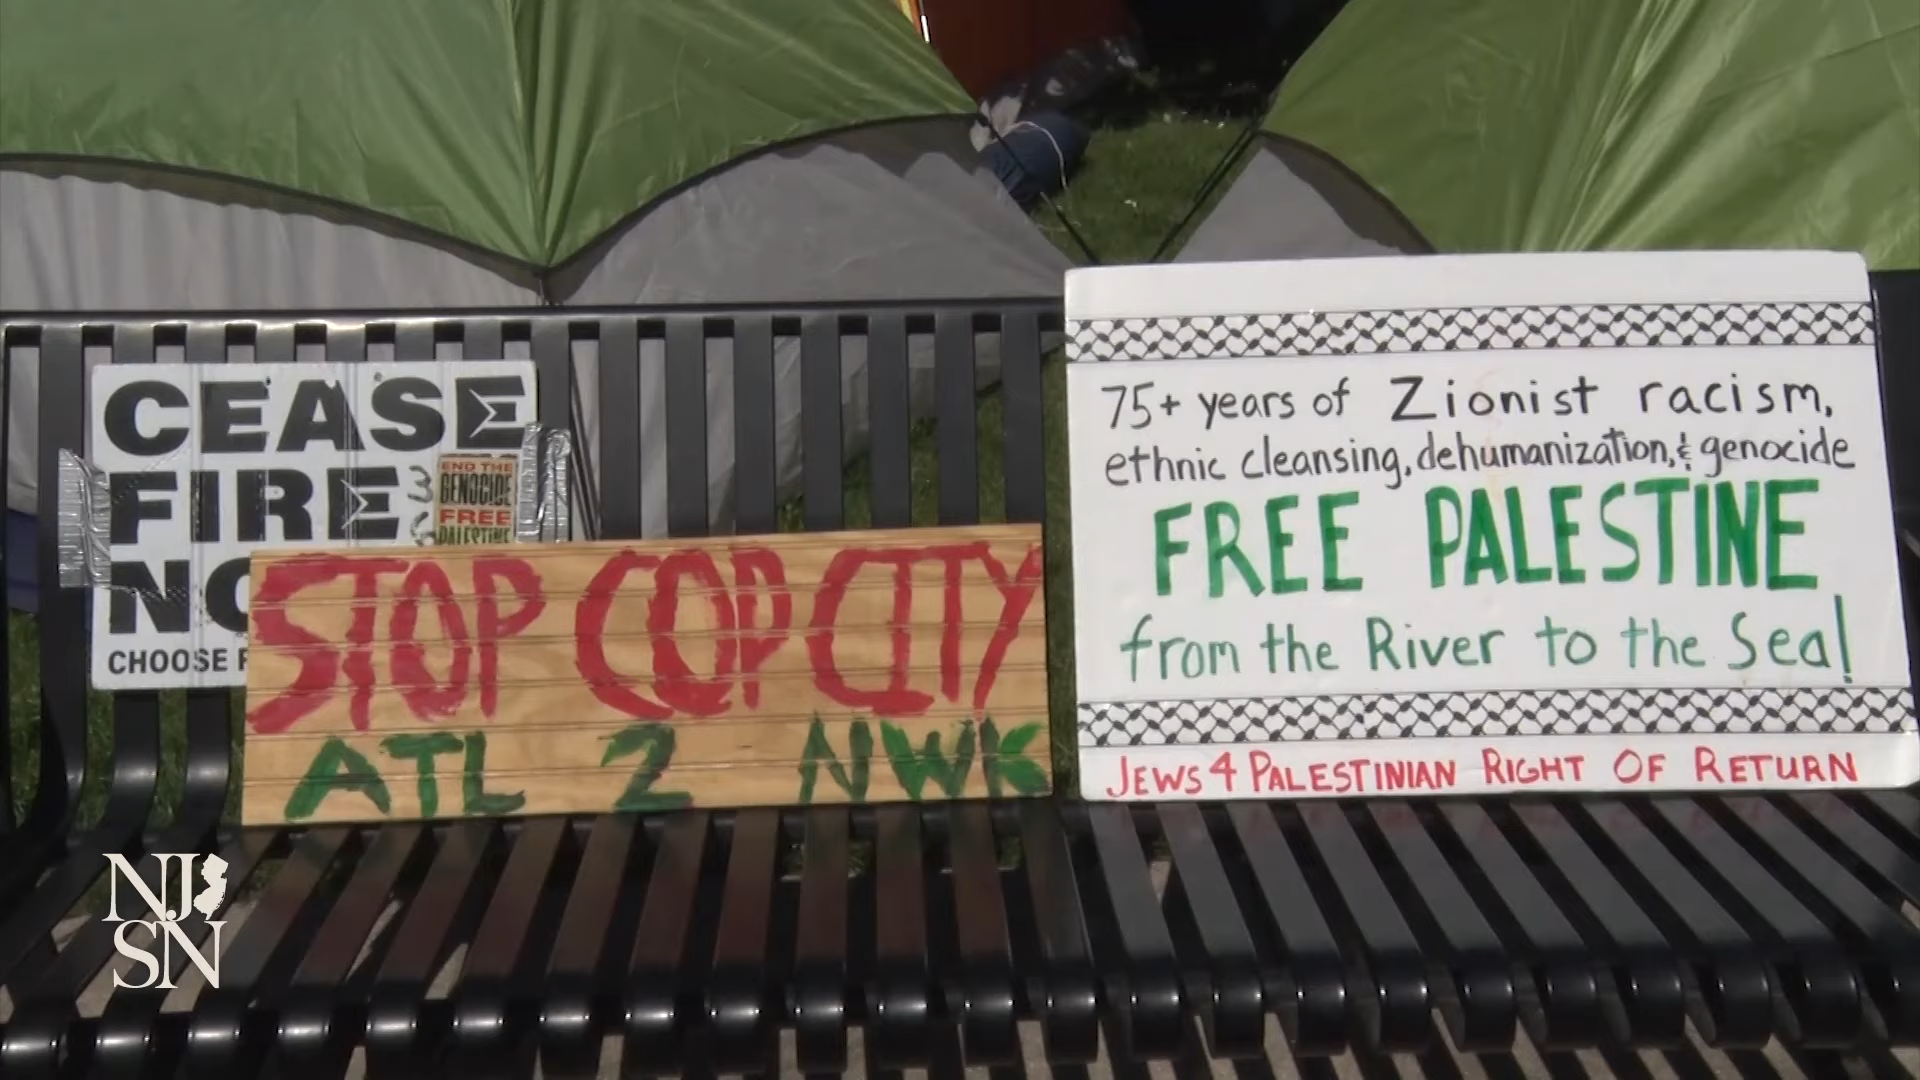 CEASE
FIRE
NO
CHOOSE
END THE
GENOCIDE
FREE
PALESTINE
STOP COP CITY
ATL 2 NWK
75+ years of Zionist racism,
ethnic cleansing, dehumanization, & genocide
FREE PALESTINE
from the River to the Sea!
JEWS 4 PALESTINIAN RIGHT OF RETURN
NJ
SN